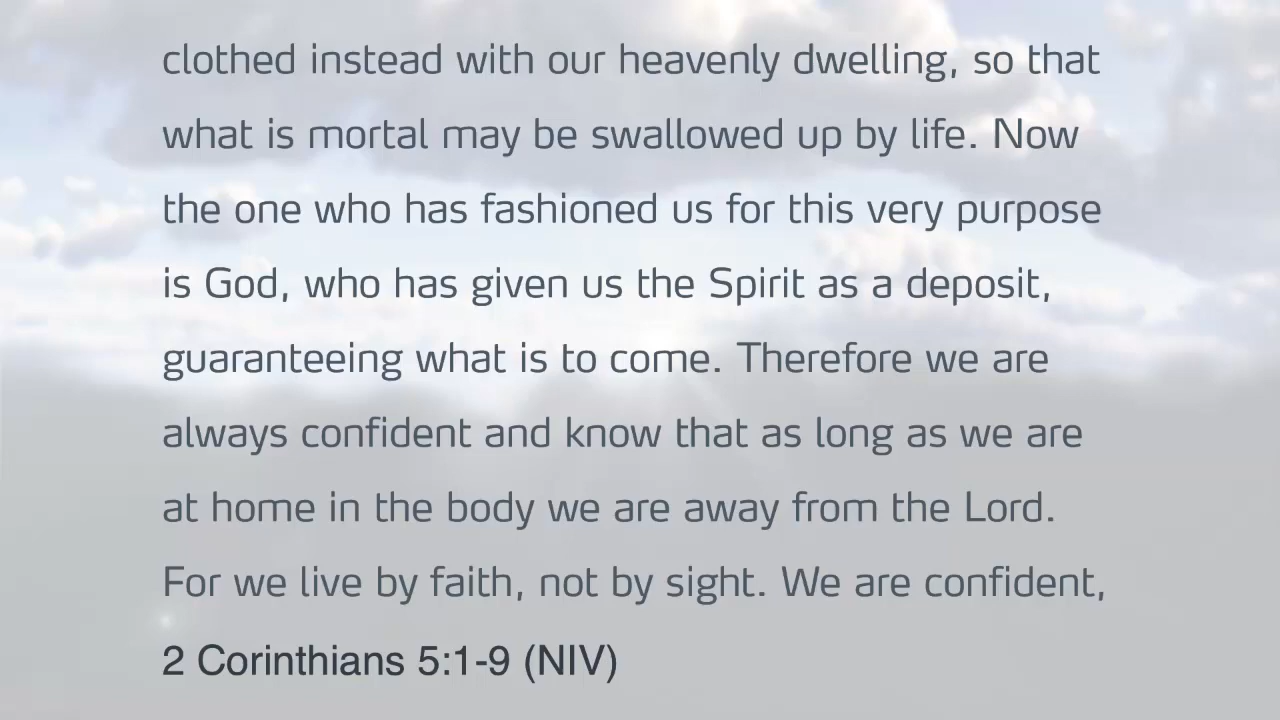 clothed instead with our heavenly dwelling, so that
what is mortal may be swallowed up by life. Now
the one who has fashioned us for this very purpose
is God, who has given us the Spirit as a deposit,
guaranteeing what is to come. Therefore we are
always confident and know that as long as we are
at home in the body we are away from the Lord.
For we live by faith, not by sight. We are confident,
2 Corinthians 5:1-9 (NIV)